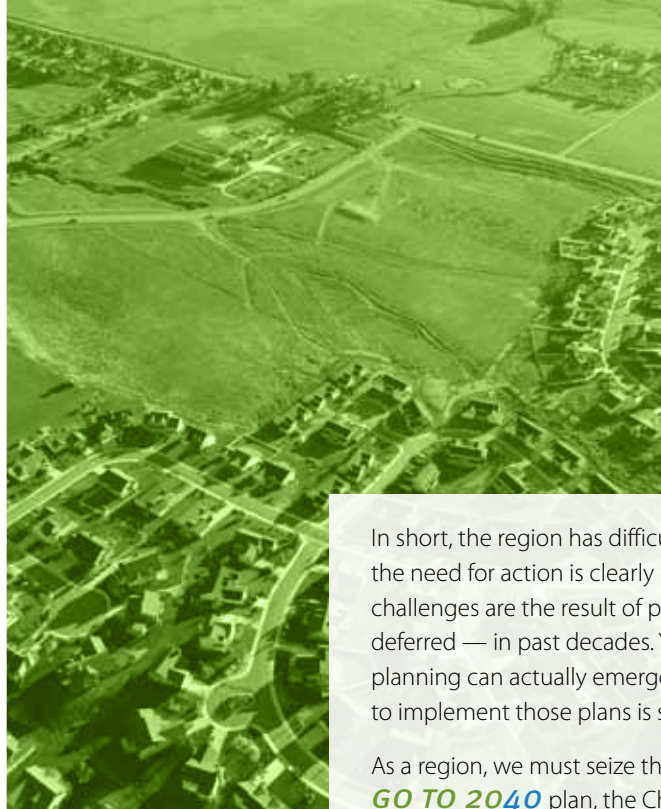 In short, the region has
the need for action is clearly
challenges are the result of
deferred — in past decades.
planning can actually emerge
to implement those plans is
As a region, we must seize
GO TO 2040 plan, the